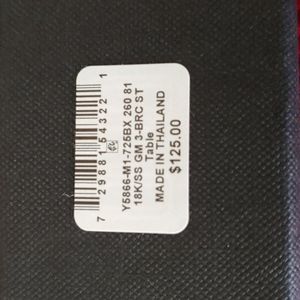 7 29881 54322 1
Y5866-M1-725BX 260 81
18K/SS GM 3-BRC ST
Table
MADE IN THAILAND
$125.00